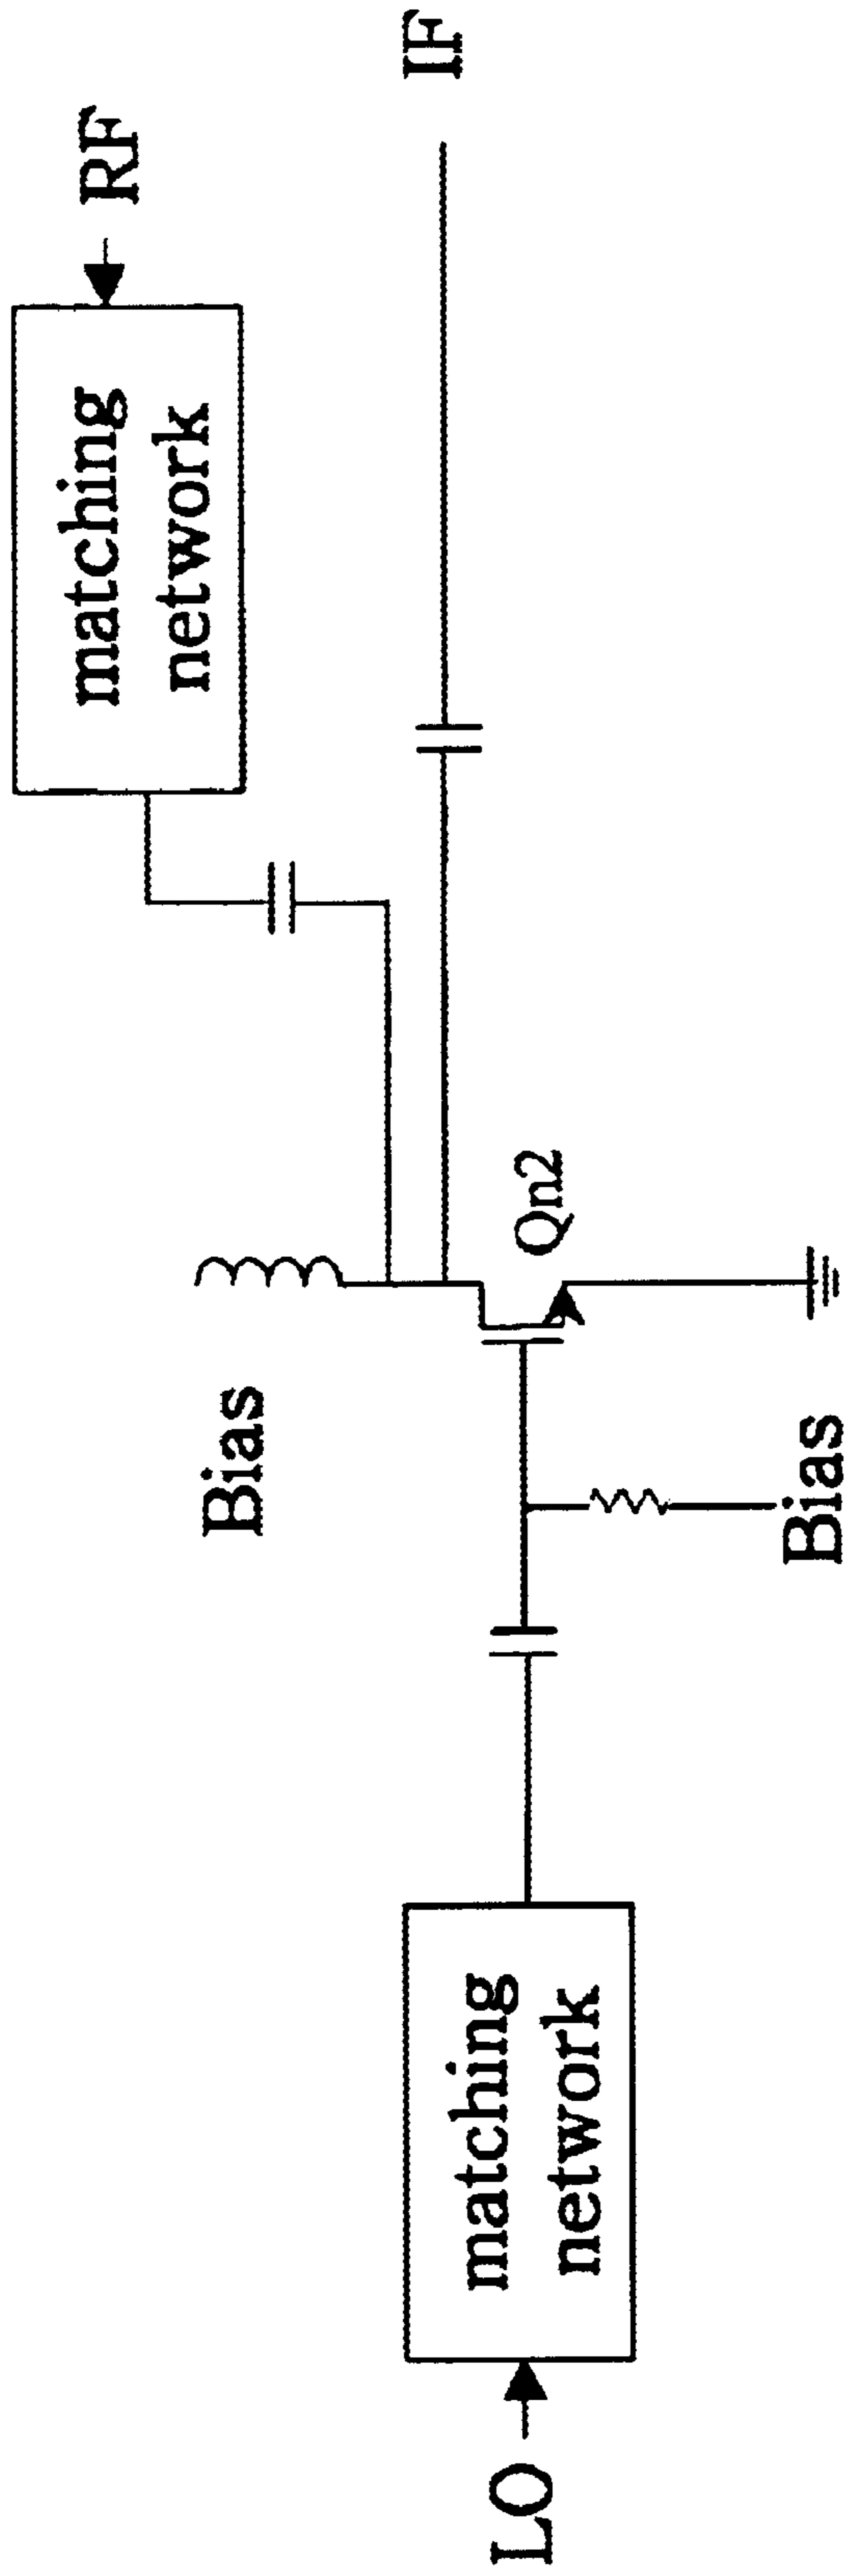 RF
matching
network
IF
Bias
Qn2
Bias
matching
network
LO